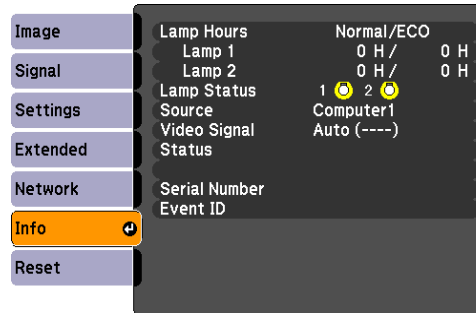 Image
Signal
Settings
Extended
Network
Info
Reset
Lamp Hours Normal/ECO
Lamp 1 0 H/ 0 H
Lamp 2 0 H/ 0 H
Lamp Status 1 2
Source Computer1
Video Signal Auto (----)
Status
Serial Number
Event ID